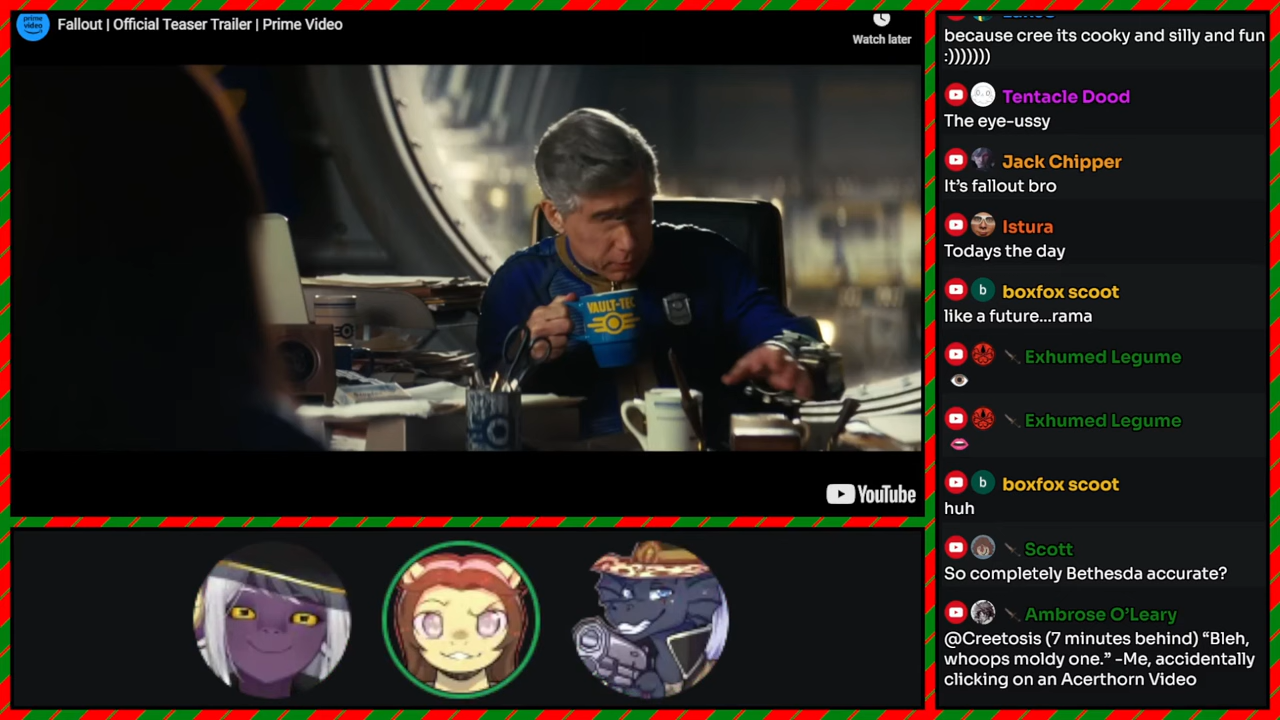 prime
video
Fallout | Official Teaser Trailer | Prime Video
Watch later
VAULT-TEC
YouTube
because cree its cooky and silly and fun
:)))))))
Tentacle Dood
The eye-ussy
Jack Chipper
It's fallout bro
Istura
Todays the day
b
boxfox scoot
like a future...rama
Exhumed Legume
Exhumed Legume
b
boxfox scoot
huh
Scott
So completely Bethesda accurate?
Ambrose O'Leary
@Creetosis (7 minutes behind) “Bleh,
whoops moldy one.” -Me, accidentally
clicking on an Acerthorn Video